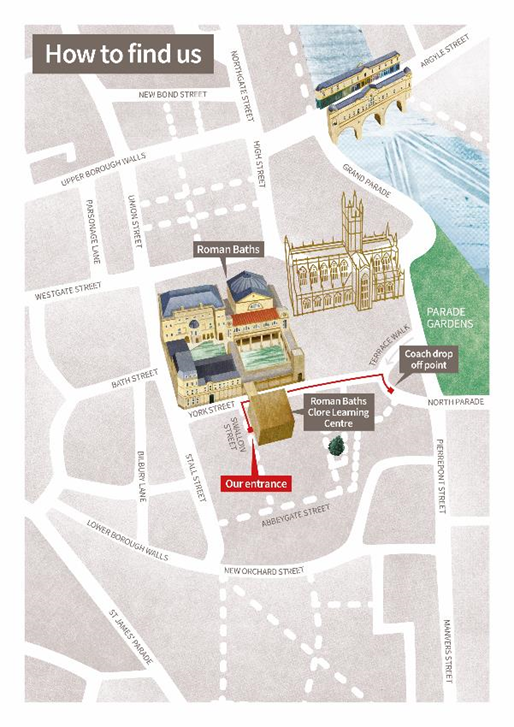 How to find us
ARGYLE STREET
NORTHGATE STREET
NEW BOND STREET
HIGH STREET
UPPER BOROUGH WALLS
GRAND PARADE
PARSONAGE LANE
UNION STREET
Roman Baths
WESTGATE STREET
PARADE
GARDENS
TERRACE WALK
Coach drop
off point
BATH STREET
Roman Baths
Clore Learning
Centre
NORTH PARADE
YORK STREET
SWALLOW
STREET
PIERREPONT STREET
BILBURY LANE
STALL STREET
Our entrance
ABBEYGATE STREET
LOWER BOROUGH WALLS
NEW ORCHARD STREET
ST JAMES' PARADE
MANVERS STREET